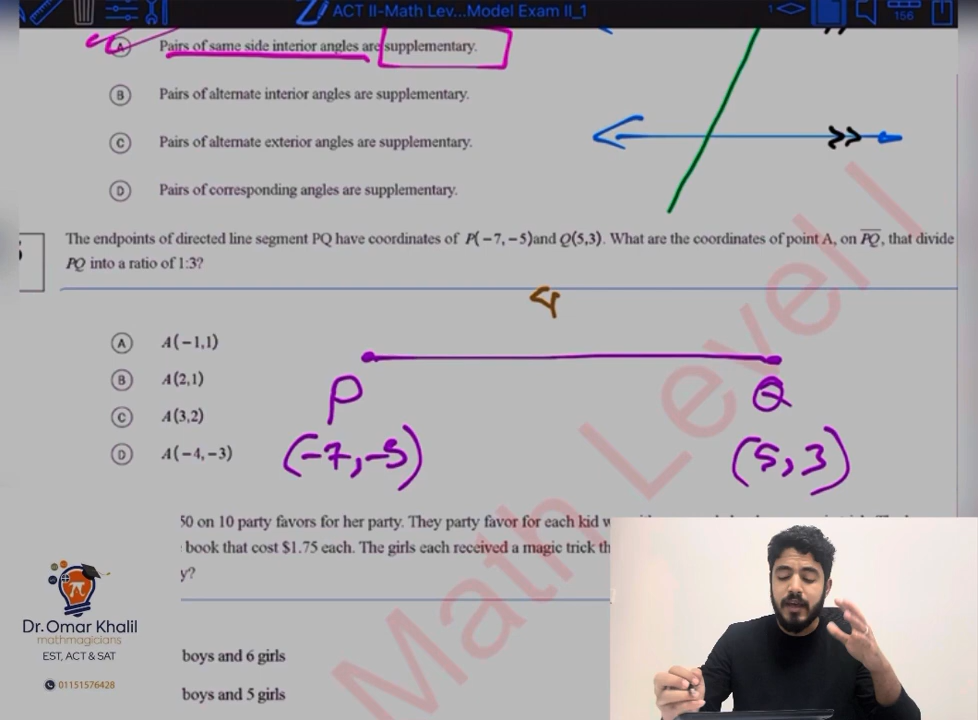 ACT II-Math Lev...Model Exam II_1
1
156
A Pairs of same side interior angles are supplementary.
B Pairs of alternate interior angles are supplementary.
C Pairs of alternate exterior angles are supplementary.
D Pairs of corresponding angles are supplementary.
The endpoints of directed line segment PQ have coordinates of P(−7,−5)and Q(5,3). What are the coordinates of point A, on PQ, that divide
PQ into a ratio of 1:3?
4
A A(−1,1)
B A(2,1)
C A(3,2)
D A(−4,−3)
P Q
(-7,-5) (5,3)
50 on 10 party favors for her party. They party favor for each kid w
book that cost $1.75 each. The girls each received a magic trick th
y?
boys and 6 girls
boys and 5 girls
Math Level I
π
Dr.Omar Khalil
mathmagicians
EST, ACT & SAT
01151576428